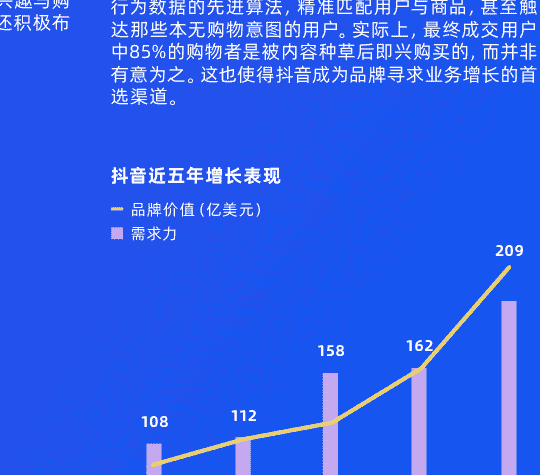 兴趣与购
还积极布
行为数据的先进算法，精准匹配用户与商品，甚至触
达那些本无购物意图的用户。实际上，最终成交用户
中85%的购物者是被内容种草后即兴购买的，而并非
有意为之。这也使得抖音成为品牌寻求业务增长的首
选渠道。
抖音近五年增长表现
品牌价值（亿美元）
需求力
108
112
158
162
209